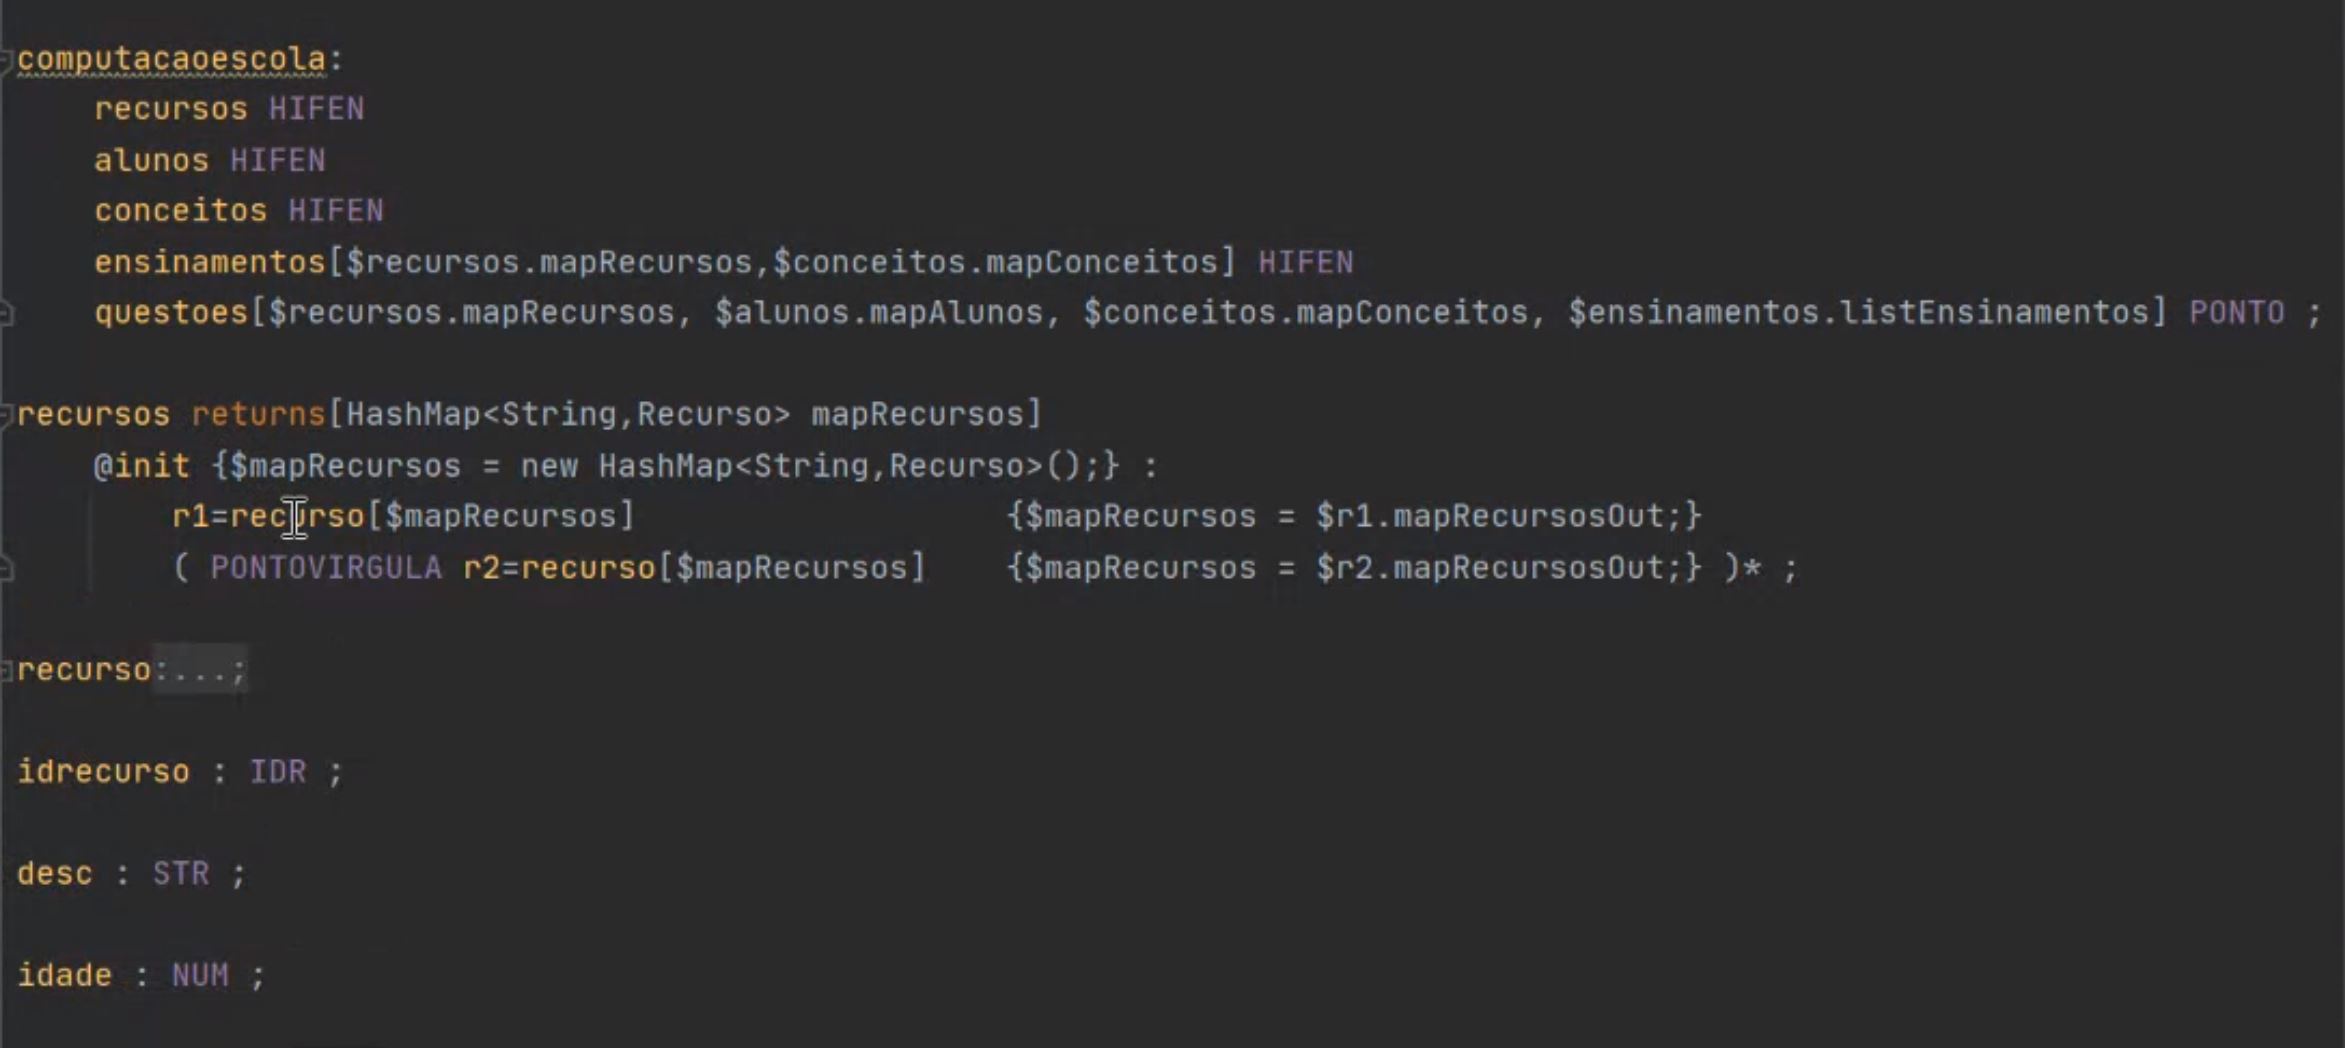 computacaoescola:
recursos HIFEN
alunos HIFEN
conceitos HIFEN
ensinamentos[$recursos.mapRecursos,$conceitos.mapConceitos] HIFEN
questoes[$recursos.mapRecursos, $alunos.mapAlunos, $conceitos.mapConceitos, $ensinamentos.listEnsinamentos] PONTO ;
recursos returns[HashMap<String,Recurso> mapRecursos]
@init {$mapRecursos = new HashMap<String,Recurso>();} :
r1=recurso[$mapRecursos] {$mapRecursos = $r1.mapRecursosOut;}
( PONTOVIRGULA r2=recurso[$mapRecursos] {$mapRecursos = $r2.mapRecursosOut;} )* ;
recurso:...;
idrecurso : IDR ;
desc : STR ;
idade : NUM ;